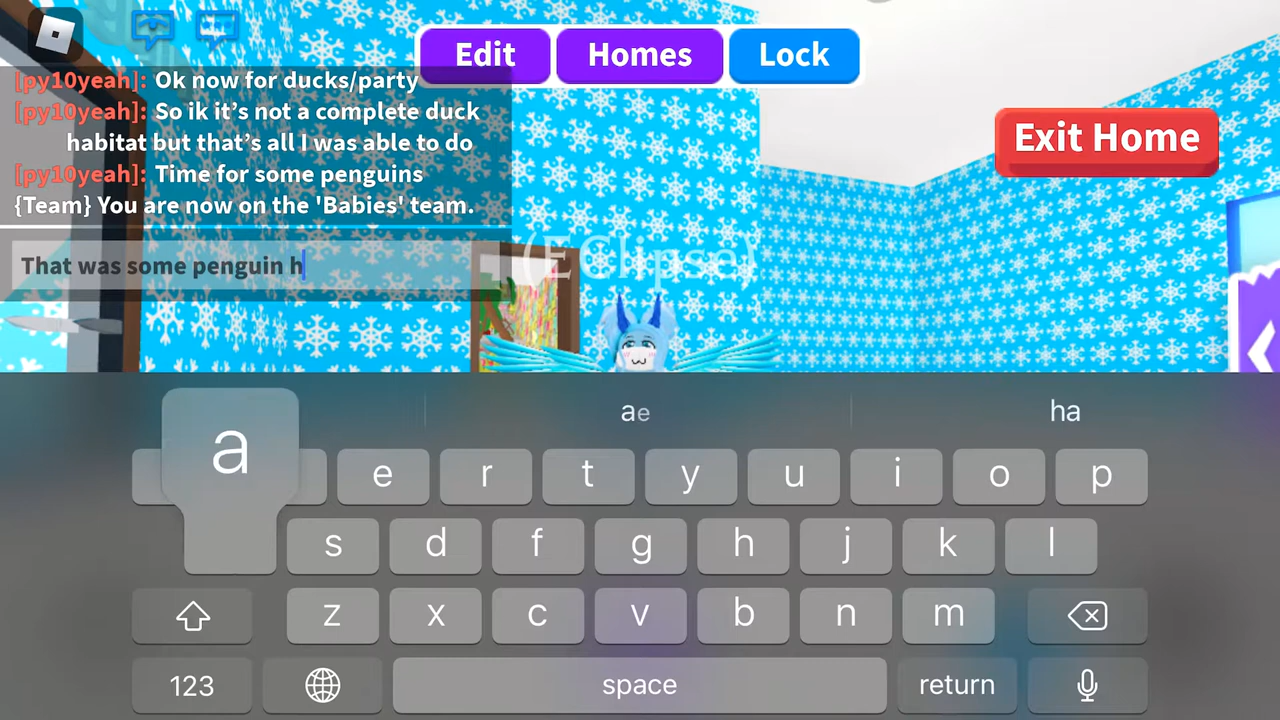 Edit Homes Lock
[py10yeah]: Ok now for ducks/party
[py10yeah]: So ik it's not a complete duck
habitat but that's all I was able to do
[py10yeah]: Time for some penguins
{Team} You are now on the 'Babies' team.
Exit Home
That was some penguin h
(EClipse)
a
ae ha
e r t y u i o p
s d f g h j k l
z x c v b n m
123 space return